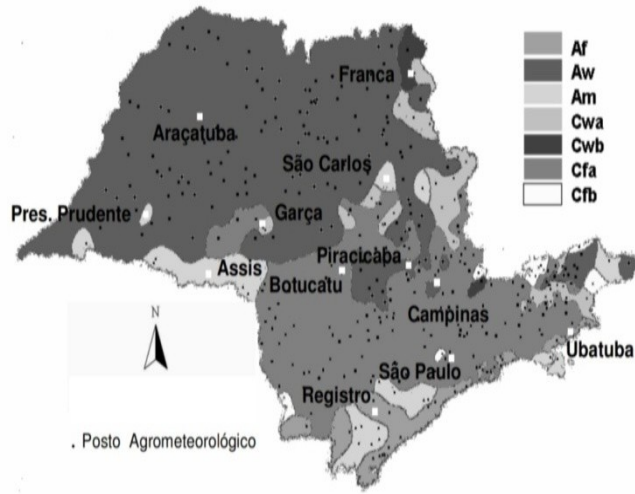 Franca
Af
Aw
Am
Cwa
Cwb
Cfa
Cfb
Araçatuba
São Carlos
Pres. Prudente
Garça
Piracicaba
Assis
Botucatu
Campinas
Ubatuba
São Paulo
Registro
N
. Posto Agrometeorológico